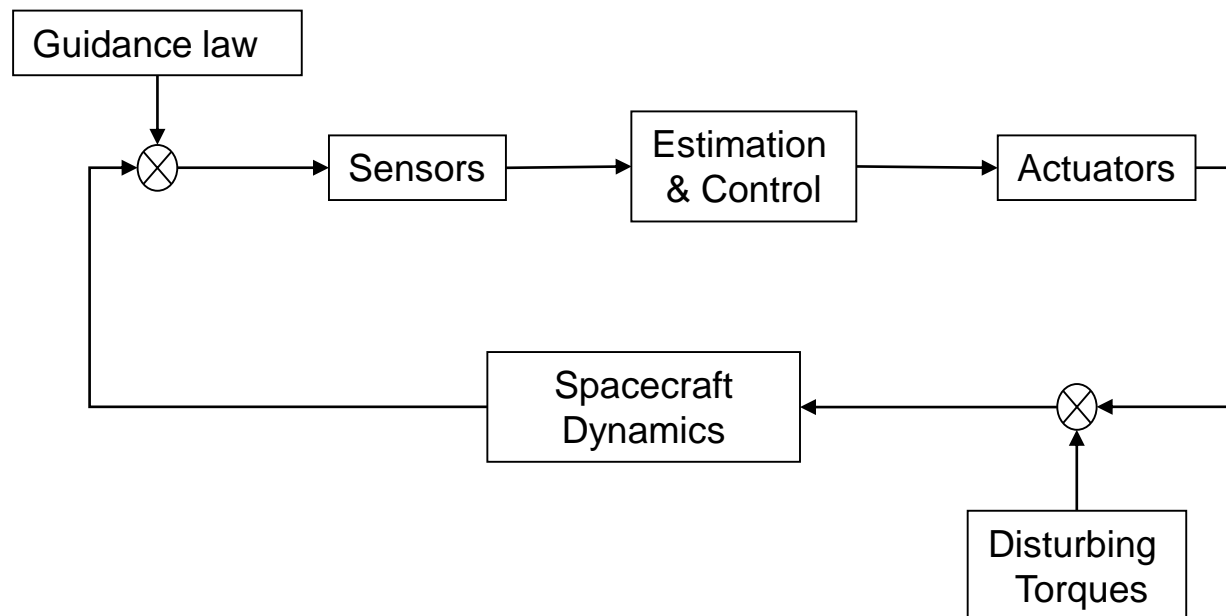 Guidance law
Sensors
Estimation
& Control
Actuators
Spacecraft
Dynamics
Disturbing
Torques